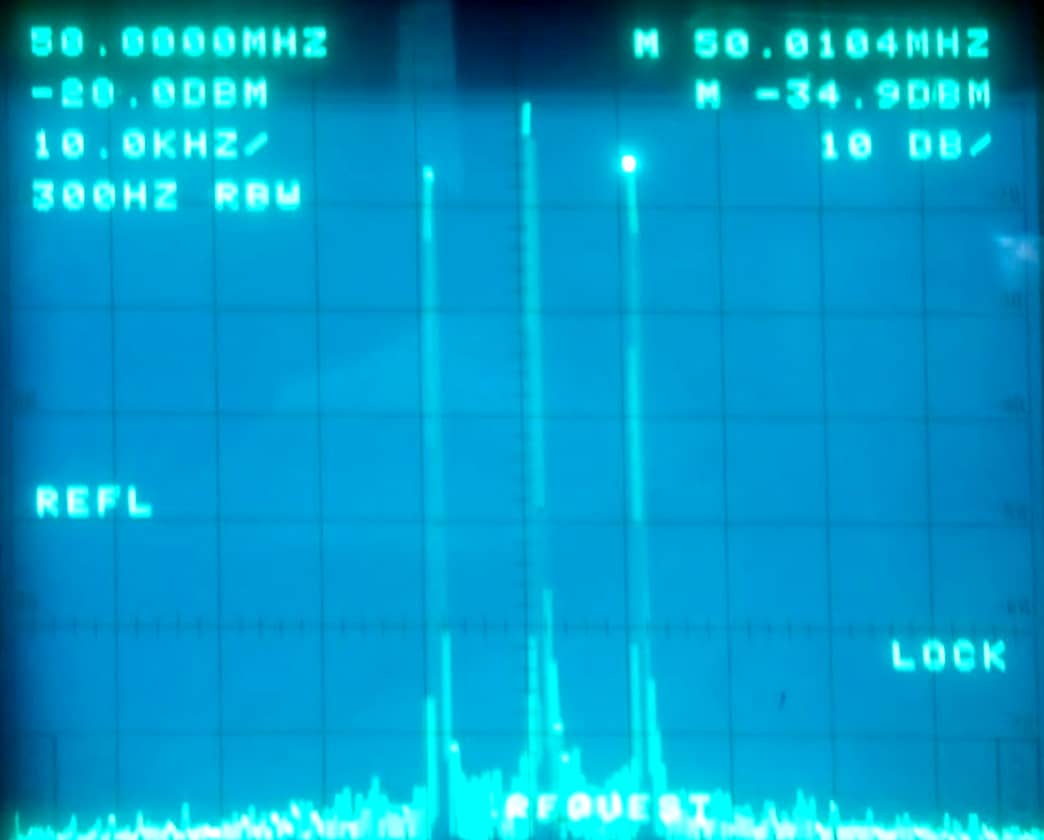 50.0000MHZ
-20.0DBM
10.0KHZ/
300HZ RBW
M 50.0104MHZ
M -34.9DBM
10 DB/
REFL
LOCK
REQUEST